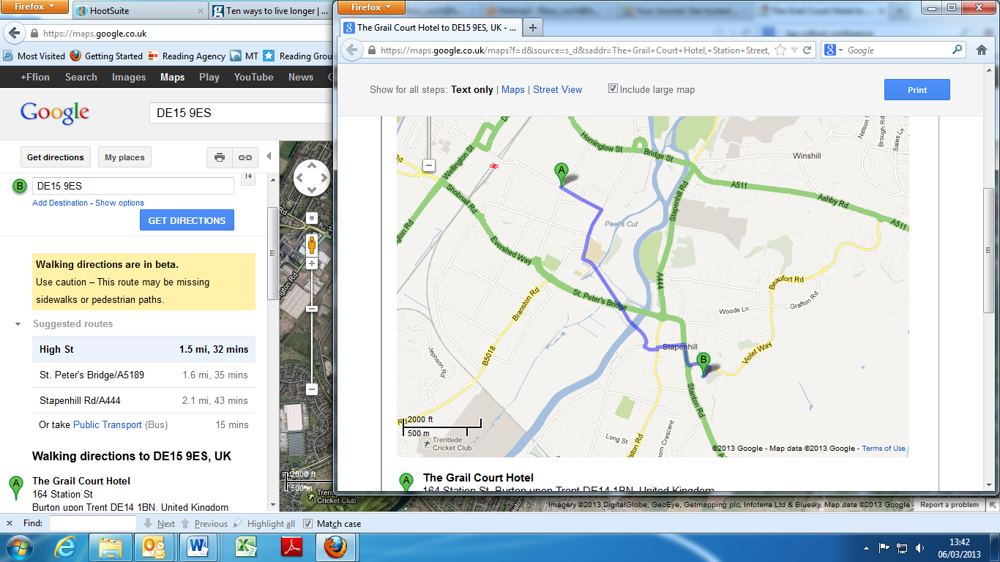 Firefox
HootSuite
Ten ways to live longer | ...
https://maps.google.co.uk
Most Visited
Getting Started
Reading Agency
MT
Reading Grou
+Ffion
Search
Images
Maps
Play
YouTube
News
Google
DE15 9ES
Get directions
My places
B
DE15 9ES
Add Destination - Show options
GET DIRECTIONS
Walking directions are in beta.
Use caution – This route may be missing
sidewalks or pedestrian paths.
Suggested routes
High St 1.5 mi, 32 mins
St. Peter's Bridge/A5189 1.6 mi, 35 mins
Stapenhill Rd/A444 2.1 mi, 43 mins
Or take Public Transport (Bus) 15 mins
Walking directions to DE15 9ES, UK
A
The Grail Court Hotel
164 Station St
Burton upon Trent DE14 1BN, United Kingdom
2000 ft
500 m
Trent
Cricket Club
Firefox
The Grail Court Hotel to DE15 9ES, UK - ...
https://maps.google.co.uk/maps?f=d&source=s_d&saddr=The+Grail+Court+Hotel,+Station+Street,
Google
Show for all steps: Text only | Maps | Street View
Include large map
Print
Wellington St
Horninglow St
Bridge St
Winshill
Nelson St
Brough Rd
Sales Ln
A
Shobnall Rd
A511
Ashby Rd
A511
Stapenhill Rd
Peel's Cut
Evershed Way
A444
Beaufort Rd
Grafton Rd
Woods Ln
St. Peter's Bridge
Branston Rd
B5018
Jephson Rd
Stapenhill
B
Violet Way
Stanton Rd
Long St
2000 ft
500 m
Trentside
Cricket Club
©2013 Google - Map data ©2013 Google - Terms of Use
A
The Grail Court Hotel
164 Station St, Burton upon Trent DE14 1BN, United Kingdom
Imagery ©2013 DigitalGlobe, GeoEye, Getmapping plc, Infoterra Ltd & Bluesky, Map data ©2013 Google -
Report a problem
Find:
Next
Previous
Highlight all
Match case
13:42
06/03/2013